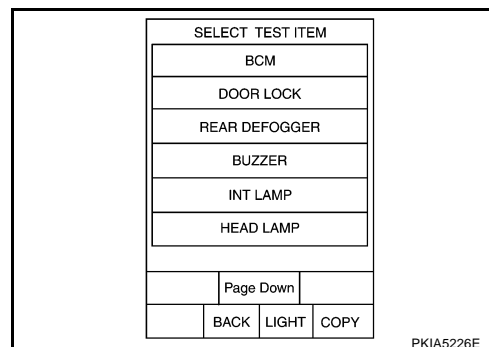 SELECT TEST ITEM
BCM
DOOR LOCK
REAR DEFOGGER
BUZZER
INT LAMP
HEAD LAMP
Page Down
BACK LIGHT COPY
PKIA5226E